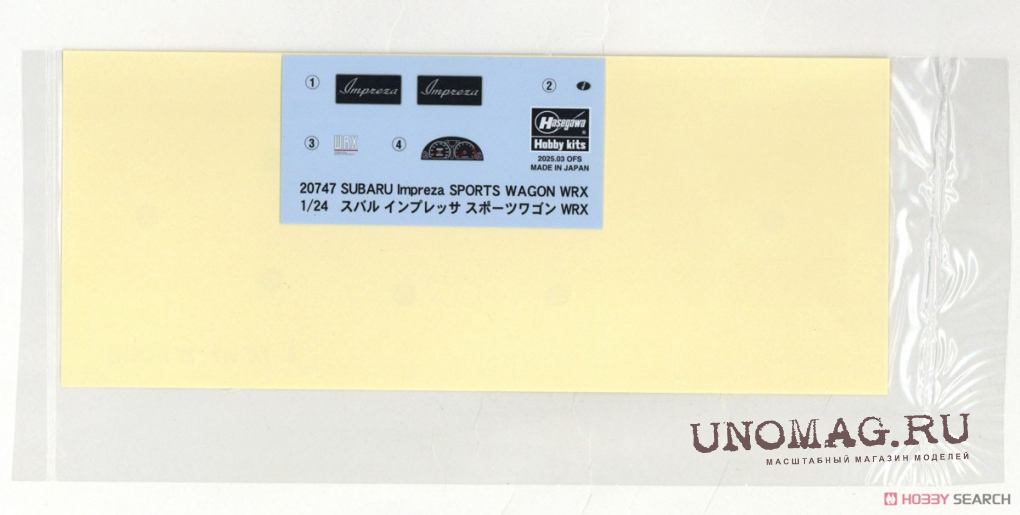 ① Impreza Impreza ②
③ WRX ④
Hasegawa
Hobby kits
2025.03 OFS
MADE IN JAPAN
20747 SUBARU Impreza SPORTS WAGON WRX
1/24 スバル インプレッサ スポーツワゴン WRX
UNOMAG.RU
МАСШТАБНЫЙ МАГАЗИН МОДЕЛЕЙ
HOBBY SEARCH